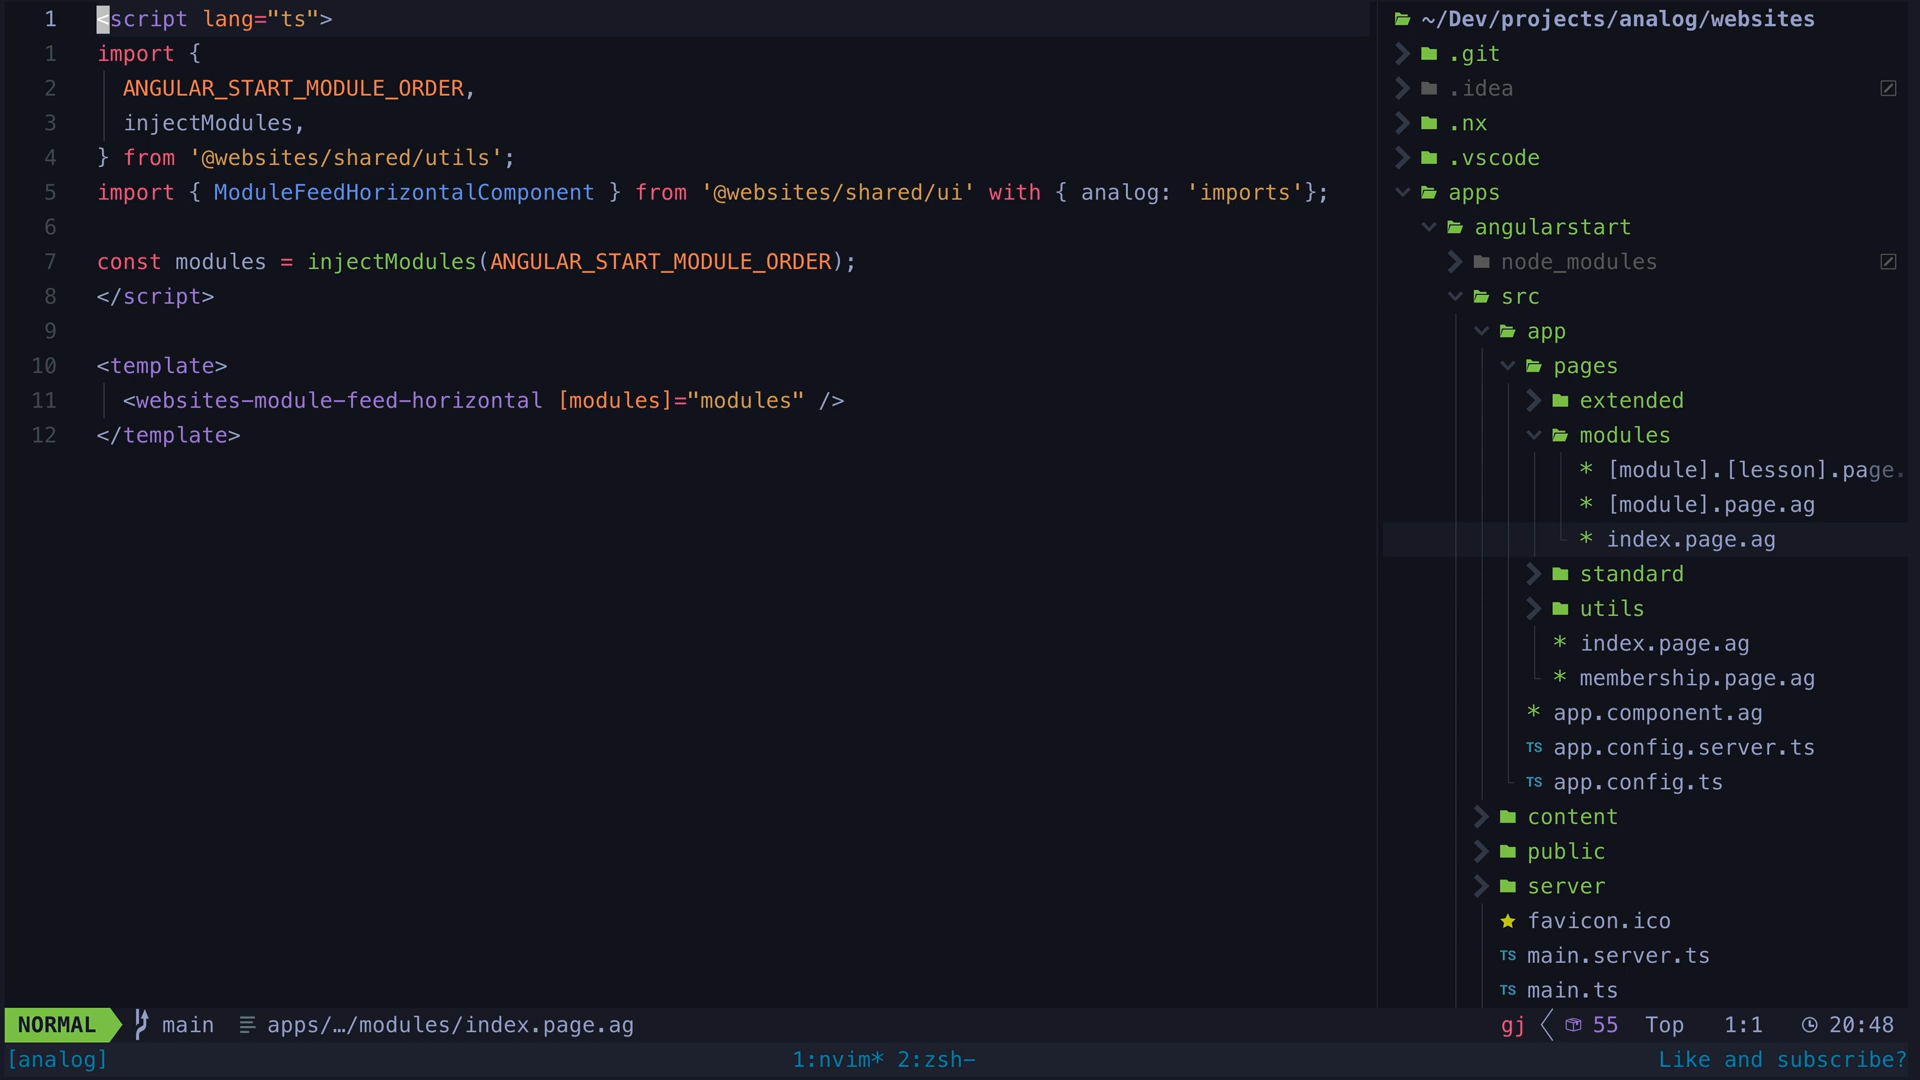 1 <script lang="ts">
1 import {
2 ANGULAR_START_MODULE_ORDER,
3 injectModules,
4 } from '@websites/shared/utils';
5 import { ModuleFeedHorizontalComponent } from '@websites/shared/ui' with { analog: 'imports'};
6
7 const modules = injectModules(ANGULAR_START_MODULE_ORDER);
8 </script>
9
10 <template>
11 <websites-module-feed-horizontal [modules]="modules" />
12 </template>
~/Dev/projects/analog/websites
.git
.idea
.nx
.vscode
apps
angularstart
node_modules
src
app
pages
extended
modules
* [module].[lesson].page.
* [module].page.ag
* index.page.ag
standard
utils
* index.page.ag
* membership.page.ag
* app.component.ag
TS app.config.server.ts
TS app.config.ts
content
public
server
favicon.ico
TS main.server.ts
TS main.ts
NORMAL main apps/…/modules/index.page.ag gj 55 Top 1:1 20:48
[analog] 1:nvim* 2:zsh- Like and subscribe?